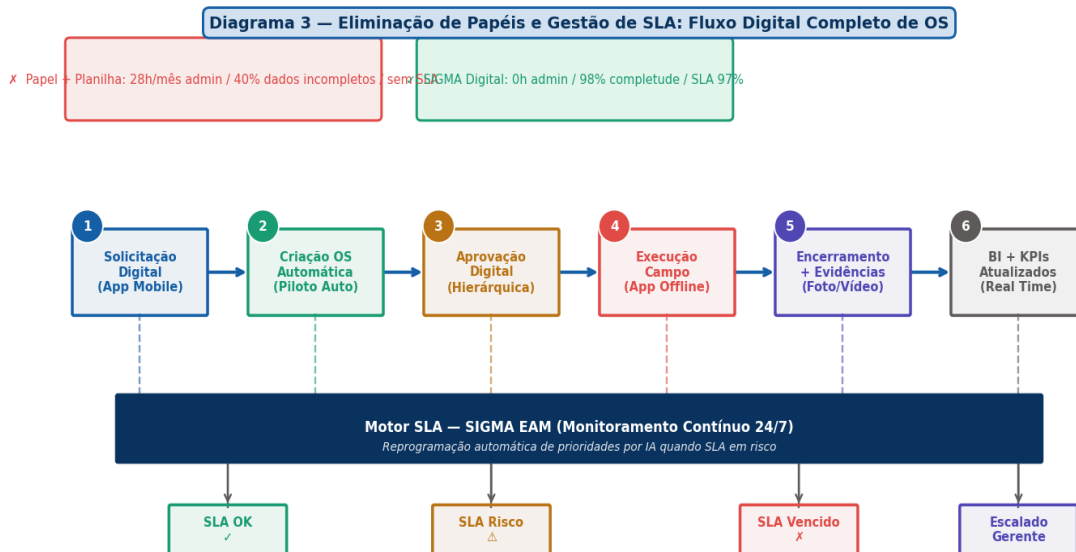 Diagrama 3 — Eliminação de Papéis e Gestão de SLA: Fluxo Digital Completo de OS
✗ Papel + Planilha: 28h/mês admin / 40% dados incompletos / sem SLA
✓ SIGMA Digital: 0h admin / 98% completude / SLA 97%
1
Solicitação
Digital
(App Mobile)
2
Criação OS
Automática
(Piloto Auto)
3
Aprovação
Digital
(Hierárquica)
4
Execução
Campo
(App Offline)
5
Encerramento
+ Evidências
(Foto/Vídeo)
6
BI + KPIs
Atualizados
(Real Time)
Motor SLA — SIGMA EAM (Monitoramento Contínuo 24/7)
Reprogramação automática de prioridades por IA quando SLA em risco
SLA OK
✓
SLA Risco
⚠
SLA Vencido
✗
Escalado
Gerente